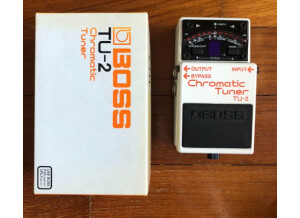 BOSS
TU-2
Chromatic
Tuner
OUTPUT
INPUT
BYPASS
Chromatic
Tuner
TU-2
BOSS